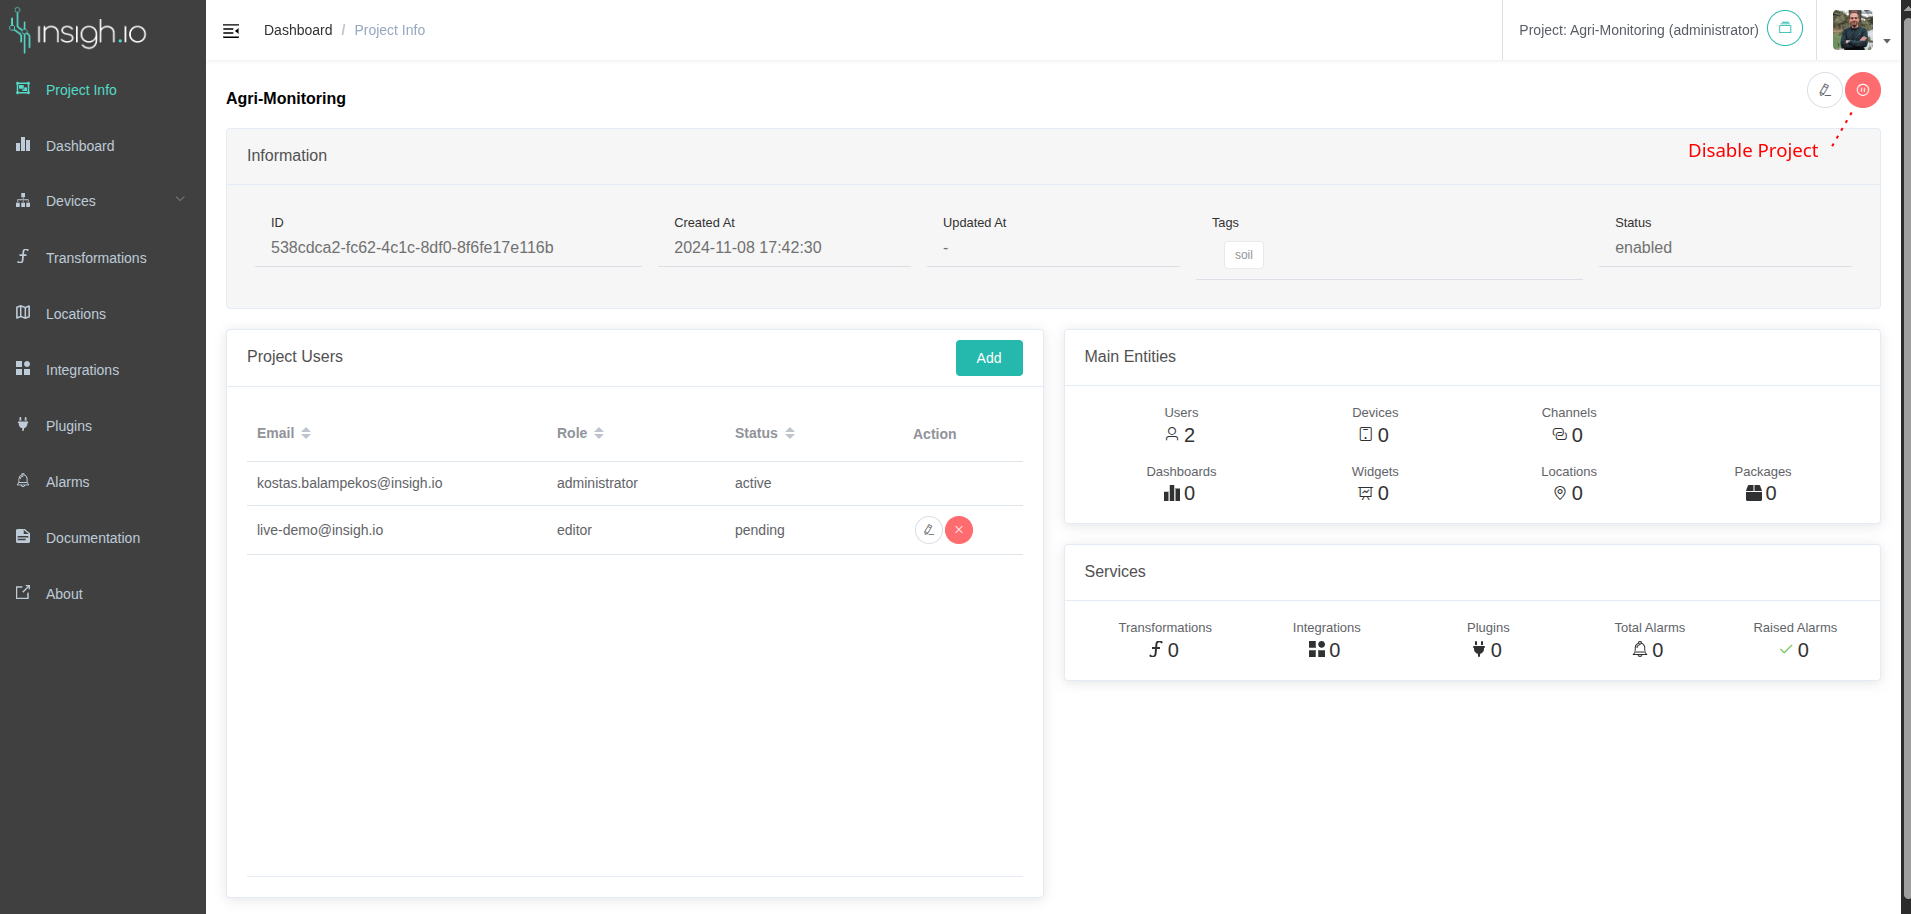 insigh.io
Dashboard / Project Info
Project: Agri-Monitoring (administrator)
Project Info
Dashboard
Devices
Transformations
Locations
Integrations
Plugins
Alarms
Documentation
About
Agri-Monitoring
Disable Project
Information
ID
538cdca2-fc62-4c1c-8df0-8f6fe17e116b
Created At
2024-11-08 17:42:30
Updated At
-
Tags
soil
Status
enabled
Project Users
Add
Email Role Status Action
kostas.balampekos@insigh.io administrator active
live-demo@insigh.io editor pending
Main Entities
Users Devices Channels
2 0 0
Dashboards Widgets Locations Packages
0 0 0 0
Services
Transformations Integrations Plugins Total Alarms Raised Alarms
0 0 0 0 0